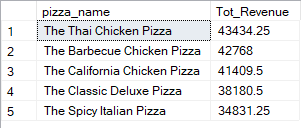 pizza_name Tot_Revenue
1 The Thai Chicken Pizza 43434.25
2 The Barbecue Chicken Pizza 42768
3 The California Chicken Pizza 41409.5
4 The Classic Deluxe Pizza 38180.5
5 The Spicy Italian Pizza 34831.25